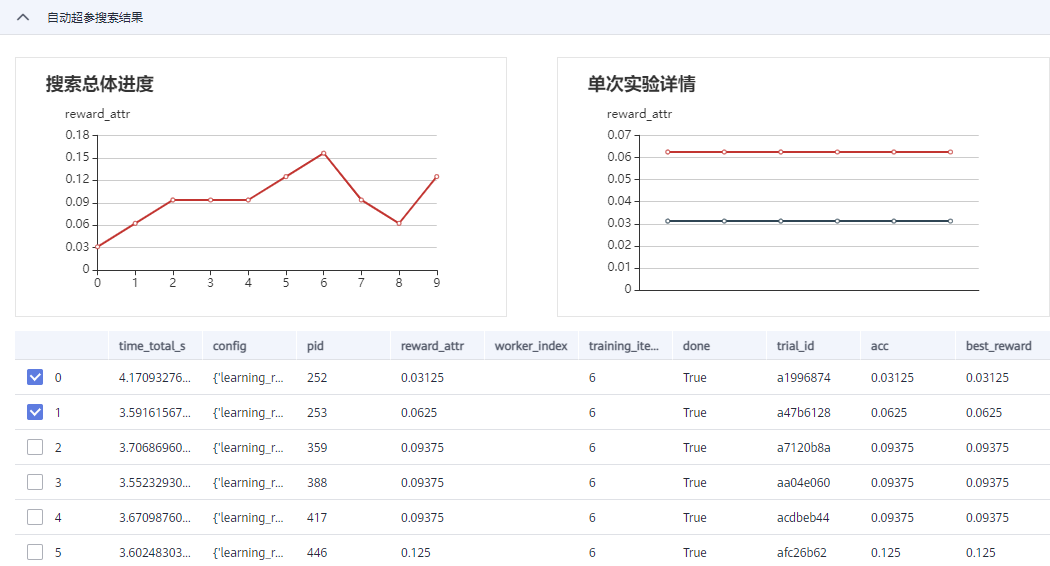 自动超参搜索结果
搜索总体进度
reward_attr
0.18
0.15
0.12
0.09
0.06
0.03
0
0 1 2 3 4 5 6 7 8 9
单次实验详情
reward_attr
0.07
0.06
0.05
0.04
0.03
0.02
0.01
0
time_total_s config pid reward_attr worker_index training_ite... done trial_id acc best_reward
0 4.17093276... {'learning_r... 252 0.03125 6 True a1996874 0.03125 0.03125
1 3.59161567... {'learning_r... 253 0.0625 6 True a47b6128 0.0625 0.0625
2 3.70686960... {'learning_r... 359 0.09375 6 True a7120b8a 0.09375 0.09375
3 3.55232930... {'learning_r... 388 0.09375 6 True aa04e060 0.09375 0.09375
4 3.67098760... {'learning_r... 417 0.09375 6 True acdbeb44 0.09375 0.09375
5 3.60248303... {'learning_r... 446 0.125 6 True afc26b62 0.125 0.125